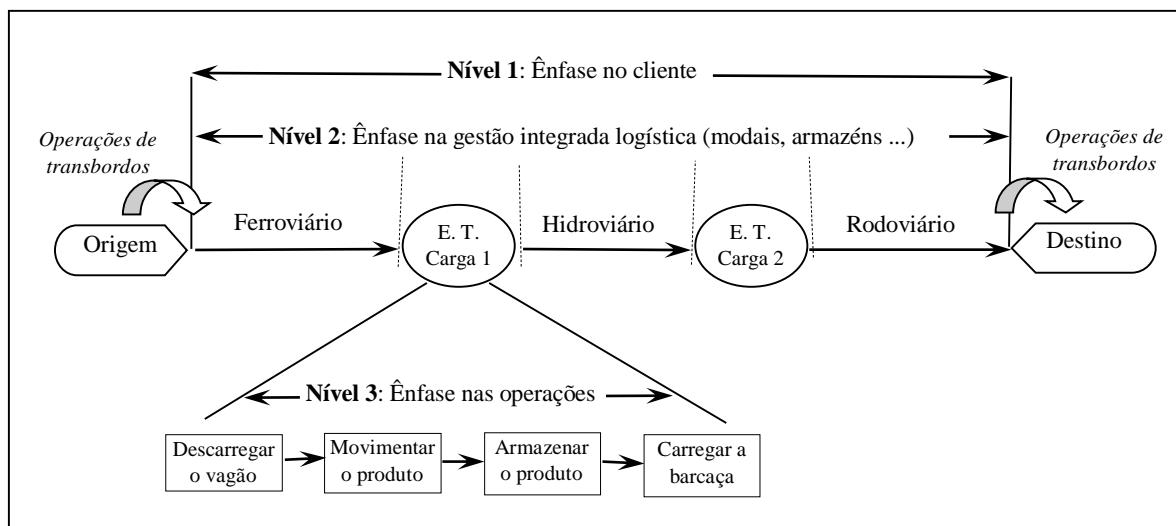 Nível 1: Ênfase no cliente
Operações de
transbordos
Nível 2: Ênfase na gestão integrada logística (modais, armazéns ...)
Operações de
transbordos
Origem
Ferroviário
E. T.
Carga 1
Hidroviário
E. T.
Carga 2
Rodoviário
Destino
Nível 3: Ênfase nas operações
Descarregar
o vagão
Movimentar
o produto
Armazenar
o produto
Carregar a
barcaça